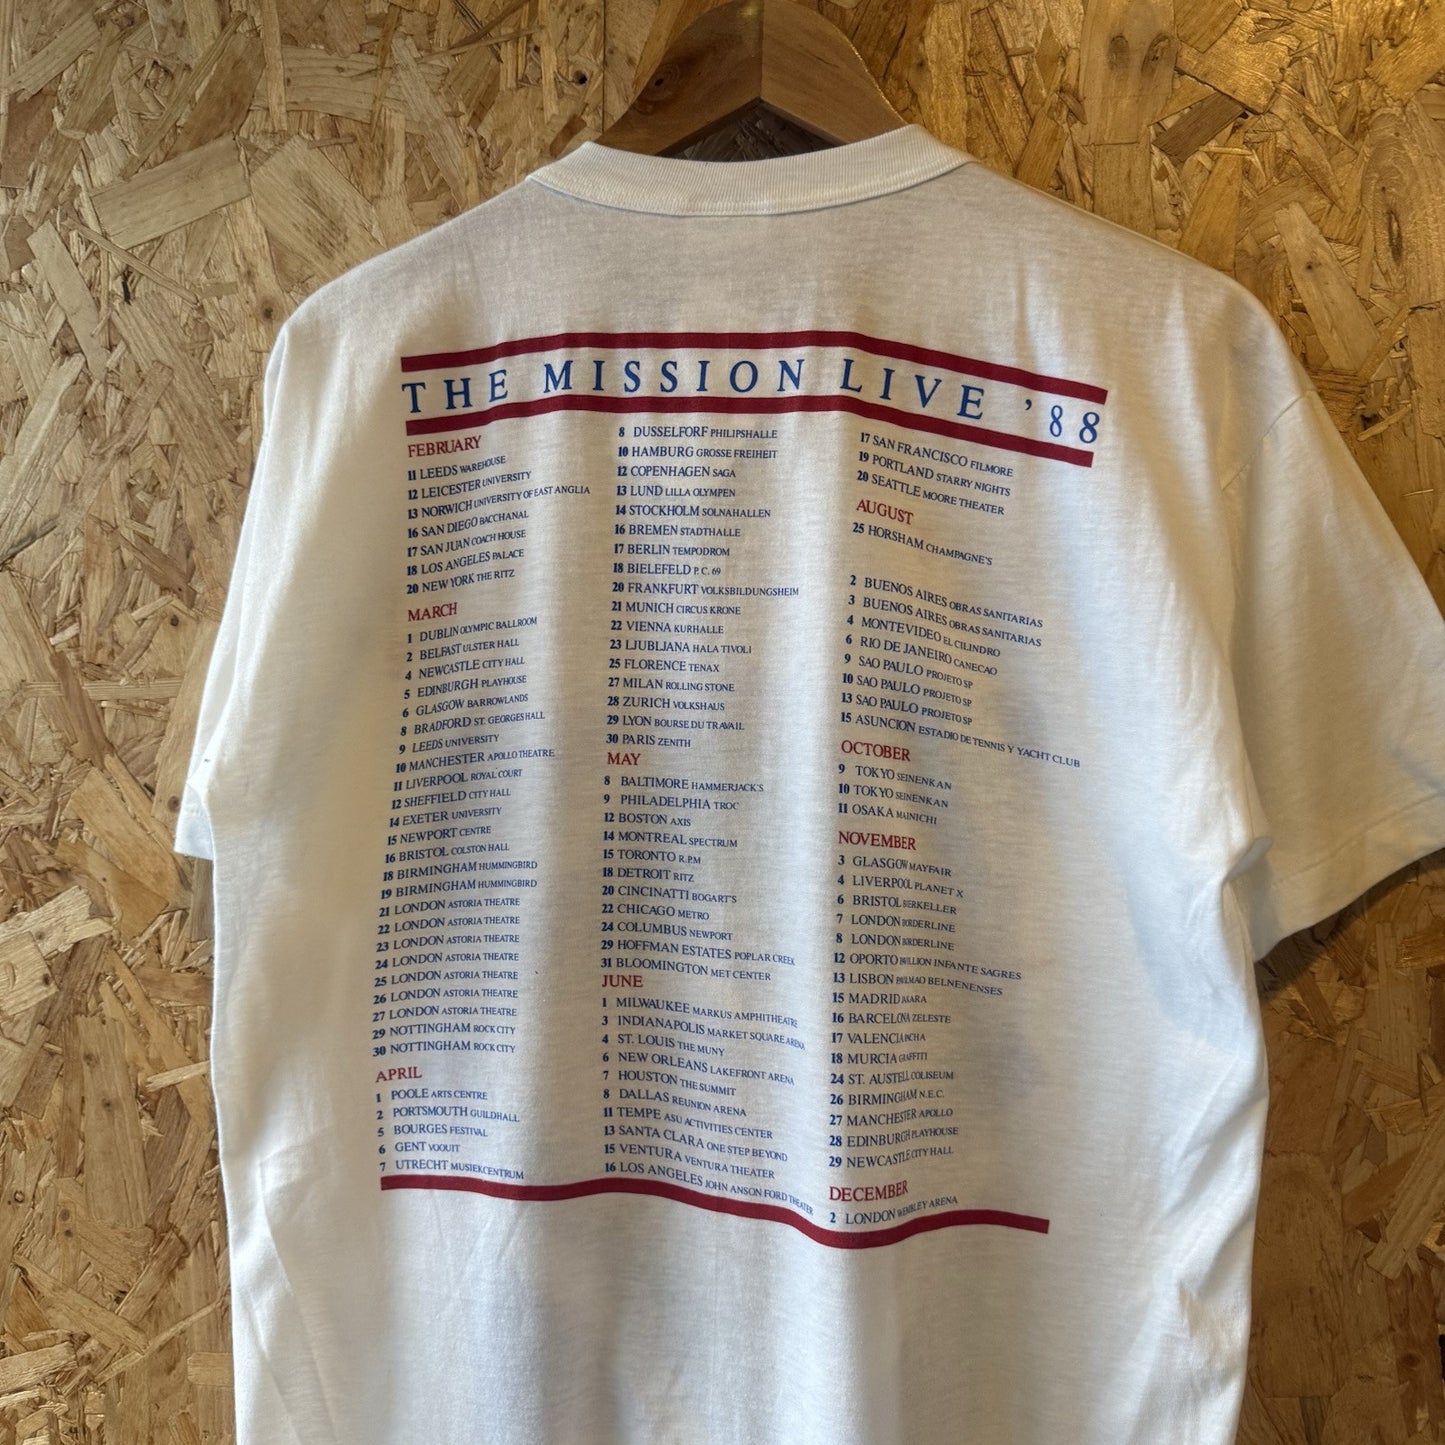 THE MISSION LIVE '88
FEBRUARY
11 LEEDS WAREHOUSE
12 LEICESTER UNIVERSITY
13 NORWICH UNIVERSITY OF EAST ANGLIA
16 SAN DIEGO BACCHANAL
17 SAN JUAN COACH HOUSE
18 LOS ANGELES PALACE
20 NEW YORK THE RITZ
MARCH
1 DUBLIN OLYMPIC BALLROOM
2 BELFAST ULSTER HALL
4 NEWCASTLE CITY HALL
5 EDINBURGH PLAYHOUSE
6 GLASGOW BARROWLANDS
8 BRADFORD ST. GEORGES HALL
9 LEEDS UNIVERSITY
10 MANCHESTER APOLLO THEATRE
11 LIVERPOOL ROYAL COURT
12 SHEFFIELD CITY HALL
14 EXETER UNIVERSITY
15 NEWPORT CENTRE
16 BRISTOL COLSTON HALL
18 BIRMINGHAM HUMMINGBIRD
19 BIRMINGHAM HUMMINGBIRD
21 LONDON ASTORIA THEATRE
22 LONDON ASTORIA THEATRE
23 LONDON ASTORIA THEATRE
24 LONDON ASTORIA THEATRE
25 LONDON ASTORIA THEATRE
26 LONDON ASTORIA THEATRE
27 LONDON ASTORIA THEATRE
29 NOTTINGHAM ROCK CITY
30 NOTTINGHAM ROCK CITY
APRIL
1 POOLE ARTS CENTRE
2 PORTSMOUTH GUILDHALL
5 BOURGES FESTIVAL
6 GENT VOOUIT
7 UTRECHT MUSIEKCENTRUM
8 DUSSELFORF PHILIPSHALLE
10 HAMBURG GROSSE FREIHEIT
12 COPENHAGEN SAGA
13 LUND LILLA OLYMPEN
14 STOCKHOLM SOLNAHALLEN
16 BREMEN STADTHALLE
17 BERLIN TEMPODROM
18 BIELEFELD P.C. 69
20 FRANKFURT VOLKSBILDUNGSHEIM
21 MUNICH CIRCUS KRONE
22 VIENNA KURHALLE
23 LJUBLJANA HALA TIVOLI
25 FLORENCE TENAX
27 MILAN ROLLING STONE
28 ZURICH VOLKSHAUS
29 LYON BOURSE DU TRAVAIL
30 PARIS ZENITH
MAY
8 BALTIMORE HAMMERJACK'S
9 PHILADELPHIA TROC
12 BOSTON AXIS
14 MONTREAL SPECTRUM
15 TORONTO R.P.M
18 DETROIT RITZ
20 CINCINATTI BOGART'S
22 CHICAGO METRO
24 COLUMBUS NEWPORT
29 HOFFMAN ESTATES POPLAR CREEK
31 BLOOMINGTON MET CENTER
JUNE
1 MILWAUKEE MARKUS AMPHITHEATRE
3 INDIANAPOLIS MARKET SQUARE ARENA
4 ST. LOUIS THE MUNY
6 NEW ORLEANS LAKEFRONT ARENA
7 HOUSTON THE SUMMIT
8 DALLAS REUNION ARENA
11 TEMPE ASU ACTIVITIES CENTER
13 SANTA CLARA ONE STEP BEYOND
15 VENTURA VENTURA THEATER
16 LOS ANGELES JOHN ANSON FORD THEATER
17 SAN FRANCISCO FILMORE
19 PORTLAND STARRY NIGHTS
20 SEATTLE MOORE THEATER
AUGUST
25 HORSHAM CHAMPAGNE'S
2 BUENOS AIRES OBRAS SANITARIAS
3 BUENOS AIRES OBRAS SANITARIAS
4 MONTEVIDEO EL CILINDRO
6 RIO DE JANEIRO CANECAO
9 SAO PAULO PROJETO SP
10 SAO PAULO PROJETO SP
13 SAO PAULO PROJETO SP
15 ASUNCION ESTADIO DE TENNIS Y YACHT CLUB
OCTOBER
9 TOKYO SEINENKAN
10 TOKYO SEINENKAN
11 OSAKA MAINICHI
NOVEMBER
3 GLASGOW MAYFAIR
4 LIVERPOOL PLANET X
6 BRISTOL BIERKELLER
7 LONDON BORDERLINE
8 LONDON BORDERLINE
12 OPORTO INFANTE SAGRES
13 LISBON BELNENENSES
15 MADRID
16 BARCELONA ZELESTE
17 VALENCIA
18 MURCIA GRAFFITI
24 ST. AUSTELL COLISEUM
26 BIRMINGHAM N.E.C.
27 MANCHESTER APOLLO
28 EDINBURGH PLAYHOUSE
29 NEWCASTLE CITY HALL
DECEMBER
2 LONDON WEMBLEY ARENA